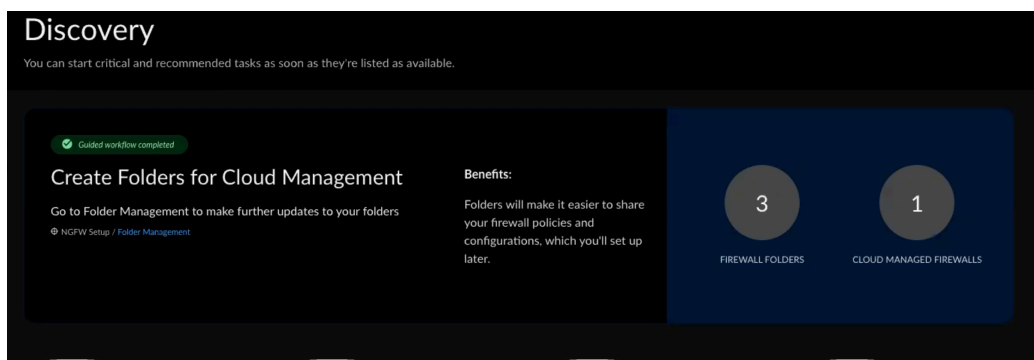 Discovery
You can start critical and recommended tasks as soon as they're listed as available.
Guided workflow completed
Create Folders for Cloud Management
Go to Folder Management to make further updates to your folders
NGFW Setup / Folder Management
Benefits:
Folders will make it easier to share
your firewall policies and
configurations, which you'll set up
later.
3
FIREWALL FOLDERS
1
CLOUD MANAGED FIREWALLS